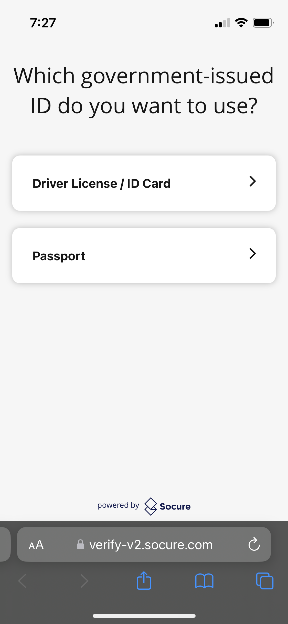 7:27
Which government-issued
ID do you want to use?
Driver License / ID Card
Passport
powered by Socure
AA verify-v2.socure.com